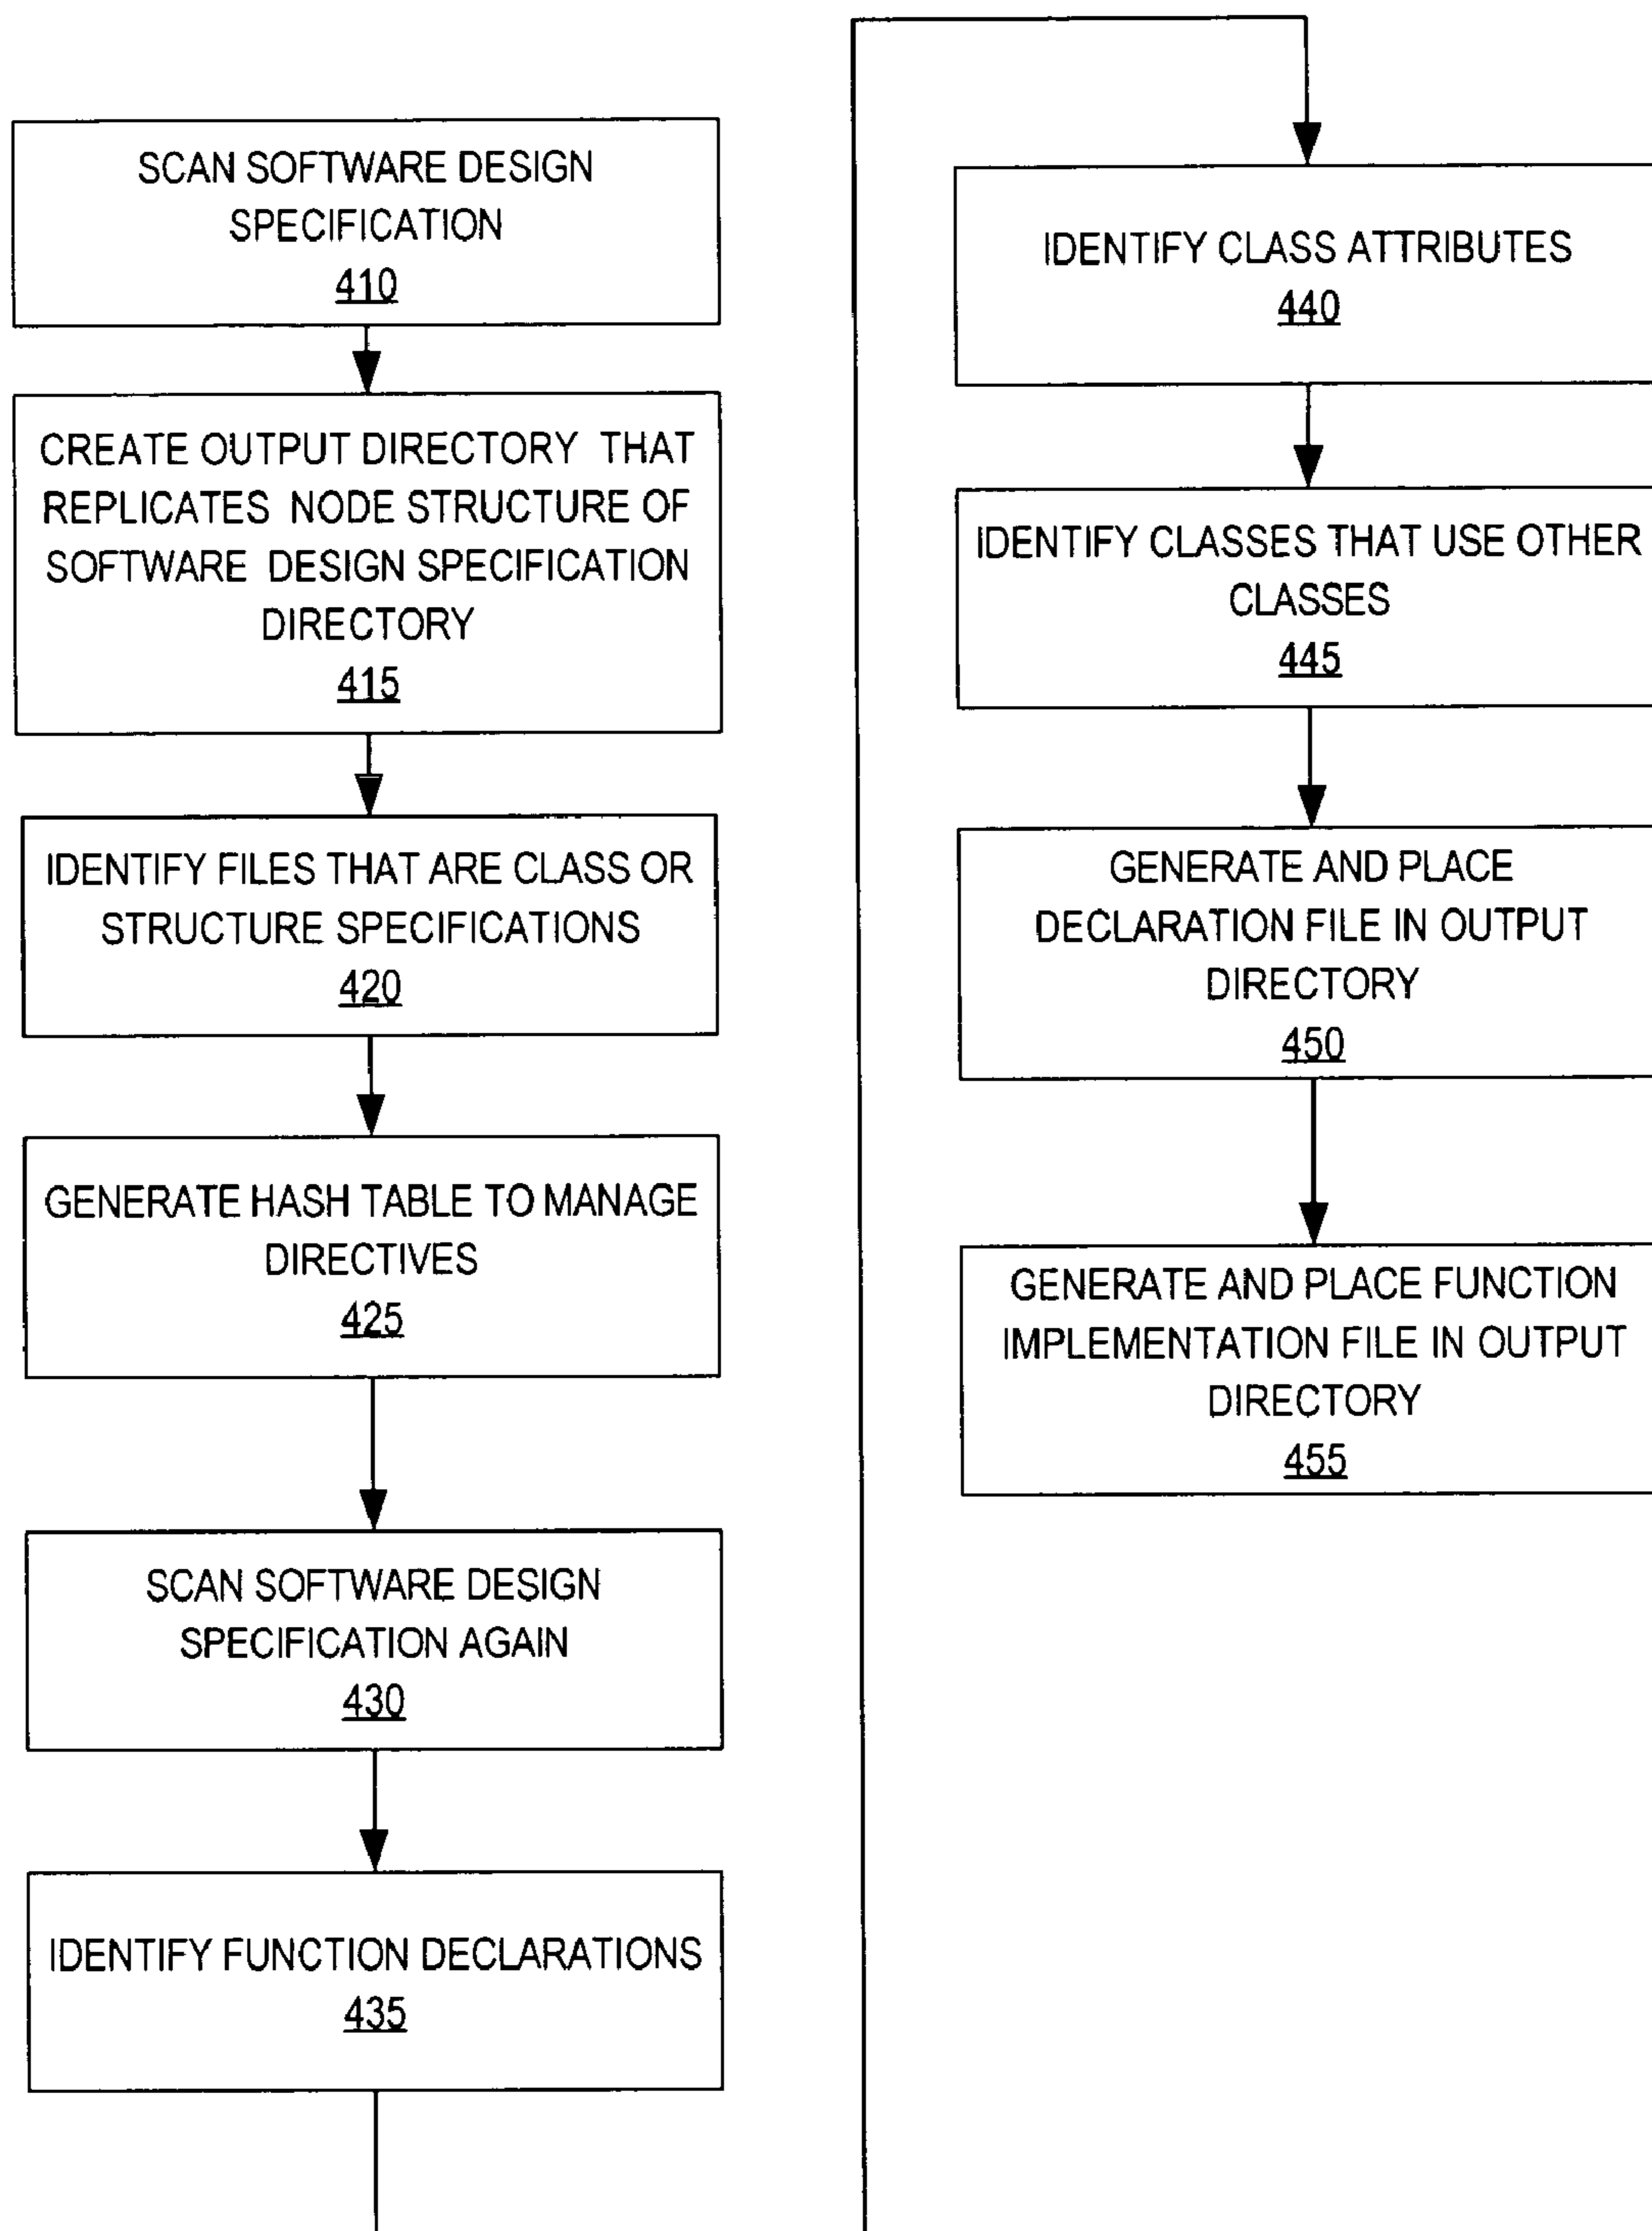 SCAN SOFTWARE DESIGN
SPECIFICATION
410
CREATE OUTPUT DIRECTORY THAT
REPLICATES NODE STRUCTURE OF
SOFTWARE DESIGN SPECIFICATION
DIRECTORY
415
IDENTIFY FILES THAT ARE CLASS OR
STRUCTURE SPECIFICATIONS
420
GENERATE HASH TABLE TO MANAGE
DIRECTIVES
425
SCAN SOFTWARE DESIGN
SPECIFICATION AGAIN
430
IDENTIFY FUNCTION DECLARATIONS
435
IDENTIFY CLASS ATTRIBUTES
440
IDENTIFY CLASSES THAT USE OTHER
CLASSES
445
GENERATE AND PLACE
DECLARATION FILE IN OUTPUT
DIRECTORY
450
GENERATE AND PLACE FUNCTION
IMPLEMENTATION FILE IN OUTPUT
DIRECTORY
455